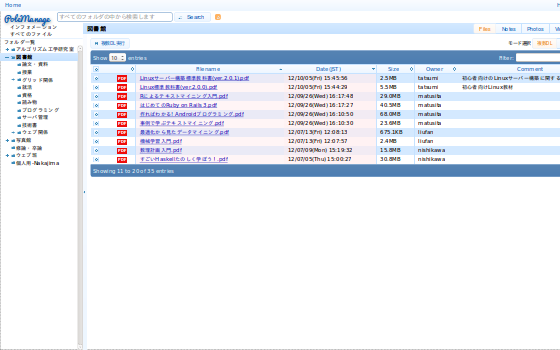 Home
PoleManage
すべてのフォルダの中から検索します
Search
インフォメーション
すべてのファイル
フォルダ一覧
アルゴリズム工学研究室
図書館
論文・資料
授業
グリッド関係
就活
資格
読み物
プログラミング
サーバ管理
技術書
ウェブ関係
写真館
修論・卒論
ウェブ班
個人用-Nakajima
図書館
Files
Notes
Photos
複数DL実行
モード選択
複数DL
Show 10 entries
Filter:
Filename Date(JST) Size Owner Comment
PDF Linuxサーバー構築標準教科書(ver.2.0.1).pdf 12/10/05(Fri) 15:45:56 2.5MB tatsumi 初心者向けのLinuxサーバー構築に関する
PDF Linux標準教科書(ver.2.0.0).pdf 12/10/05(Fri) 15:44:29 5.5MB tatsumi 初心者向けLinux教材
PDF Rによるテキストマイニング入門.pdf 12/09/26(Wed) 16:17:48 29.0MB matusita
PDF はじめてのRuby on Rails 3.pdf 12/09/26(Wed) 16:17:27 40.5MB matusita
PDF 作ればわかる! Androidプログラミング.pdf 12/09/26(Wed) 16:10:50 68.0MB matusita
PDF 事例で学ぶテキストマイニング.pdf 12/09/26(Wed) 16:10:30 23.6MB matusita
PDF 最適化から見たデータマイニング.pdf 12/07/13(Fri) 12:08:13 675.1KB liufan
PDF 機械学習入門.pdf 12/07/13(Fri) 12:07:57 2.4MB liufan
PDF 数理計画入門.pdf 12/07/09(Mon) 15:19:32 15.8MB nishikawa
PDF すごいHaskellたのしく学ぼう!.pdf 12/07/05(Thu) 15:00:27 30.8MB nishikawa
Showing 11 to 20 of 35 entries